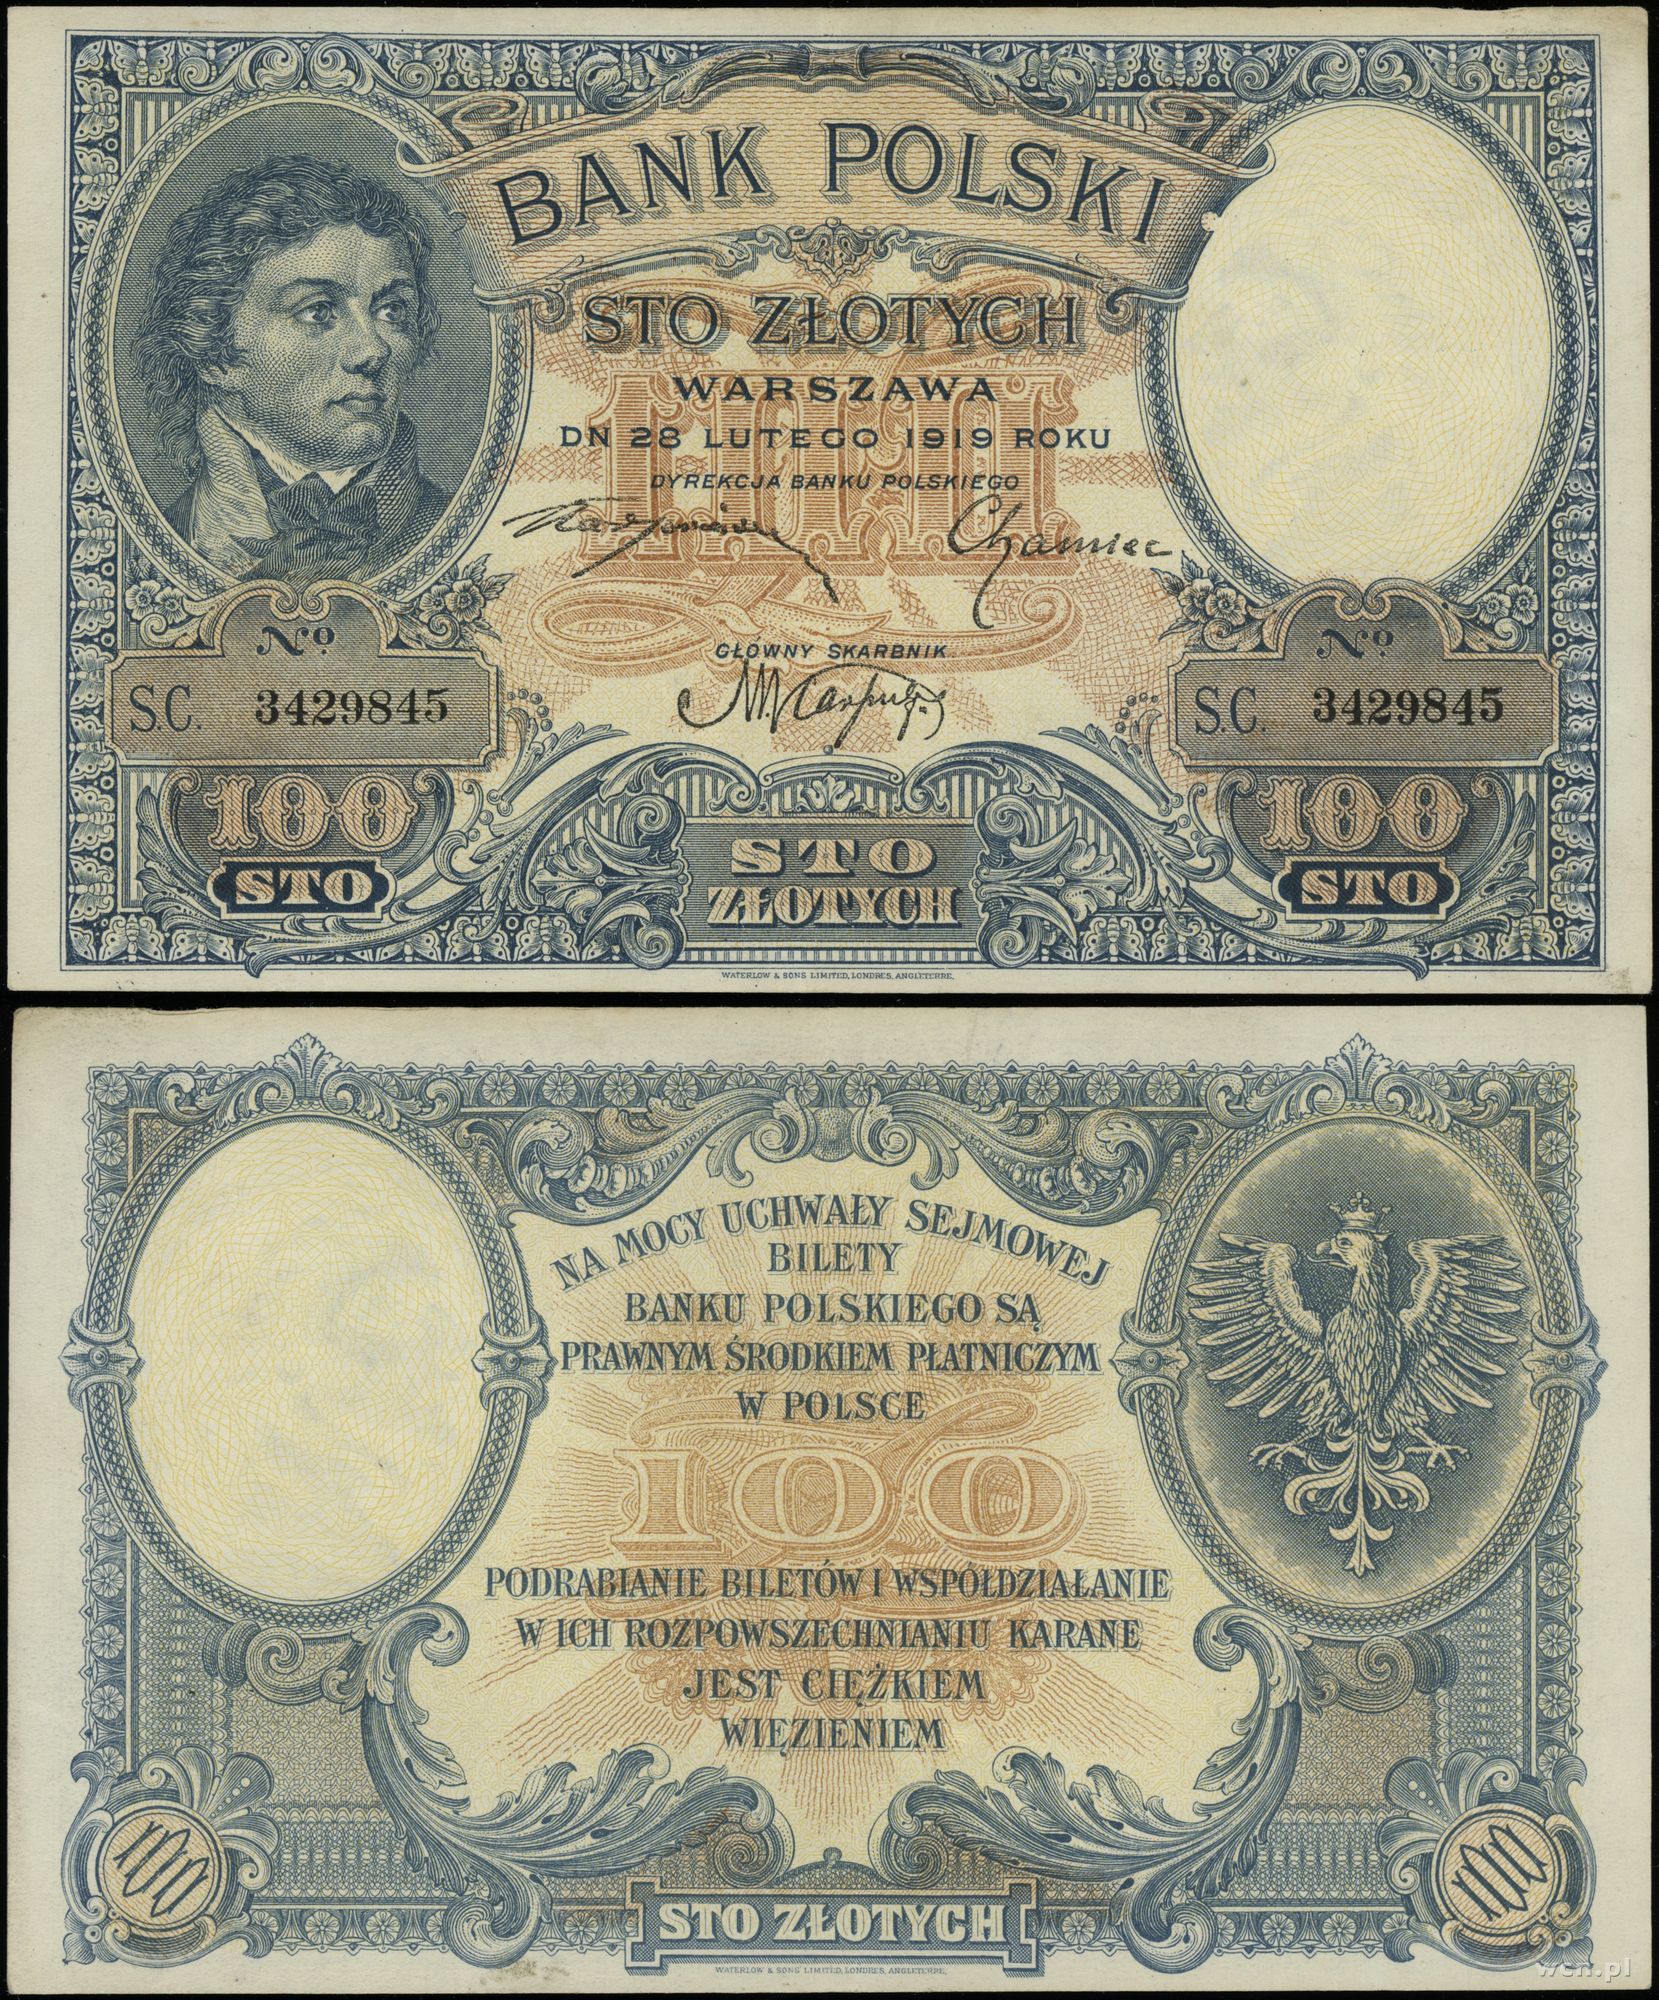 BANK POLSKI
STO ZŁOTYCH
WARSZAWA
DN 28 LUTEGO 1919 ROKU
DYREKCJA BANKU POLSKIEGO
Chamiec
GŁÓWNY SKARBNIK
No
S.C. 3429845
No
S.C. 3429845
100
STO
STO
ZŁOTYCH
100
STO
WATERLOW & SONS LIMITED, LONDRES, ANGLETERRE.
NA MOCY UCHWAŁY SEJMOWEJ
BILETY
BANKU POLSKIEGO SĄ
PRAWNYM ŚRODKIEM PŁATNICZYM
W POLSCE
100
PODRABIANIE BILETÓW I WSPÓŁDZIAŁANIE
W ICH ROZPOWSZECHNIANIU KARANE
JEST CIĘŻKIEM
WIĘZIENIEM
100
100
STO ZŁOTYCH
WATERLOW & SONS LIMITED, LONDRES, ANGLETERRE.
wcn.pl